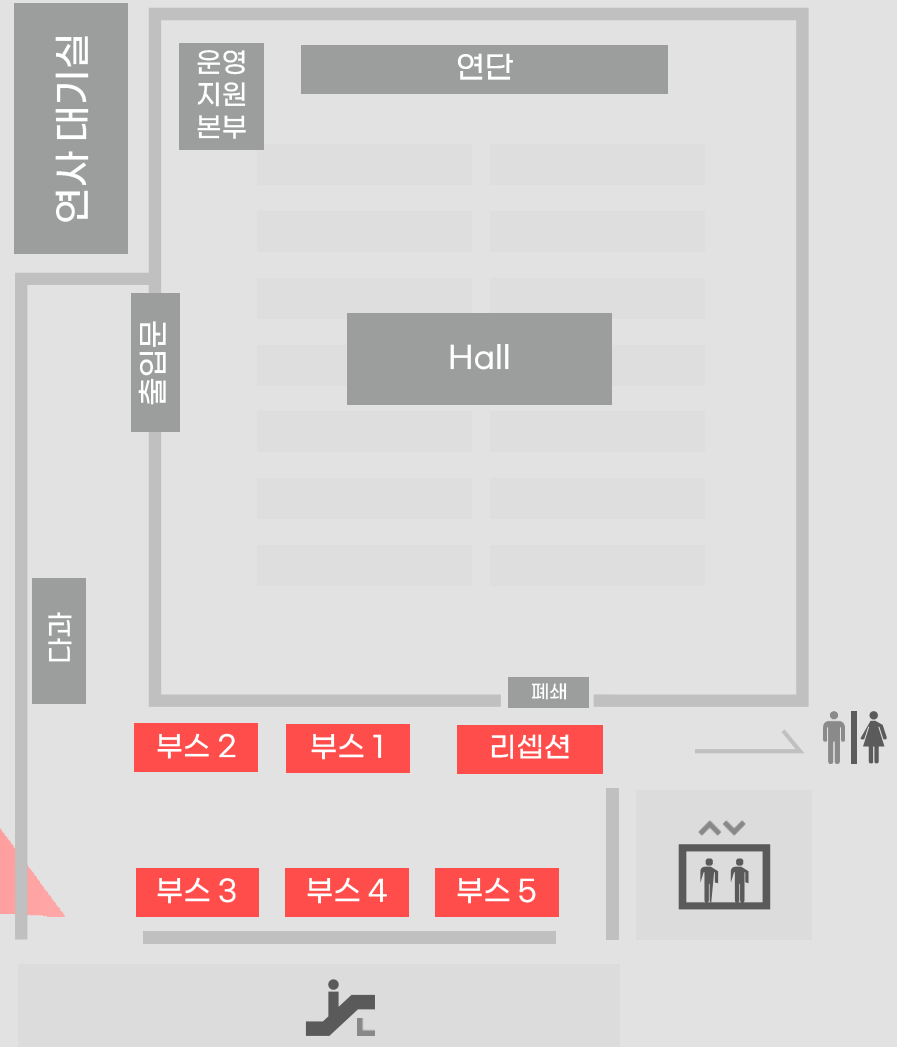 연사 대기실
운영
지원
본부
연단
출입문
Hall
다과
폐쇄
부스 2
부스 1
리셉션
부스 3
부스 4
부스 5